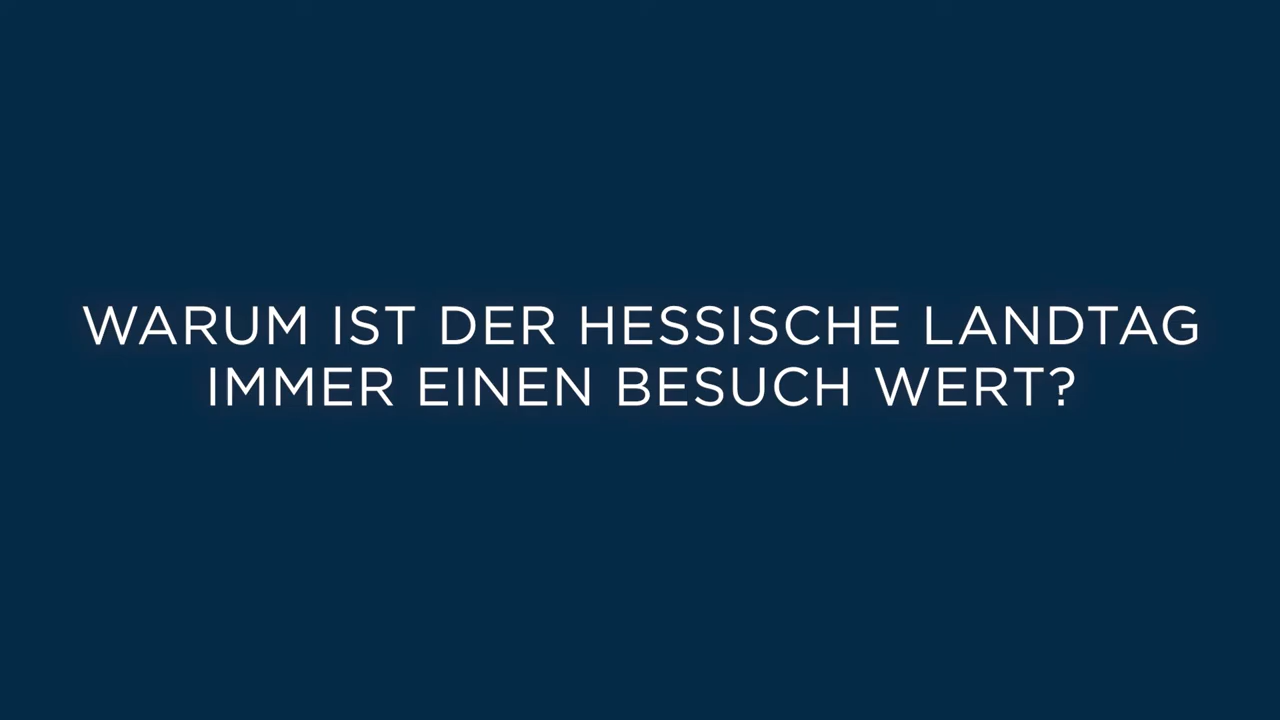 WARUM IST DER HESSISCHE LANDTAG
IMMER EINEN BESUCH WERT?